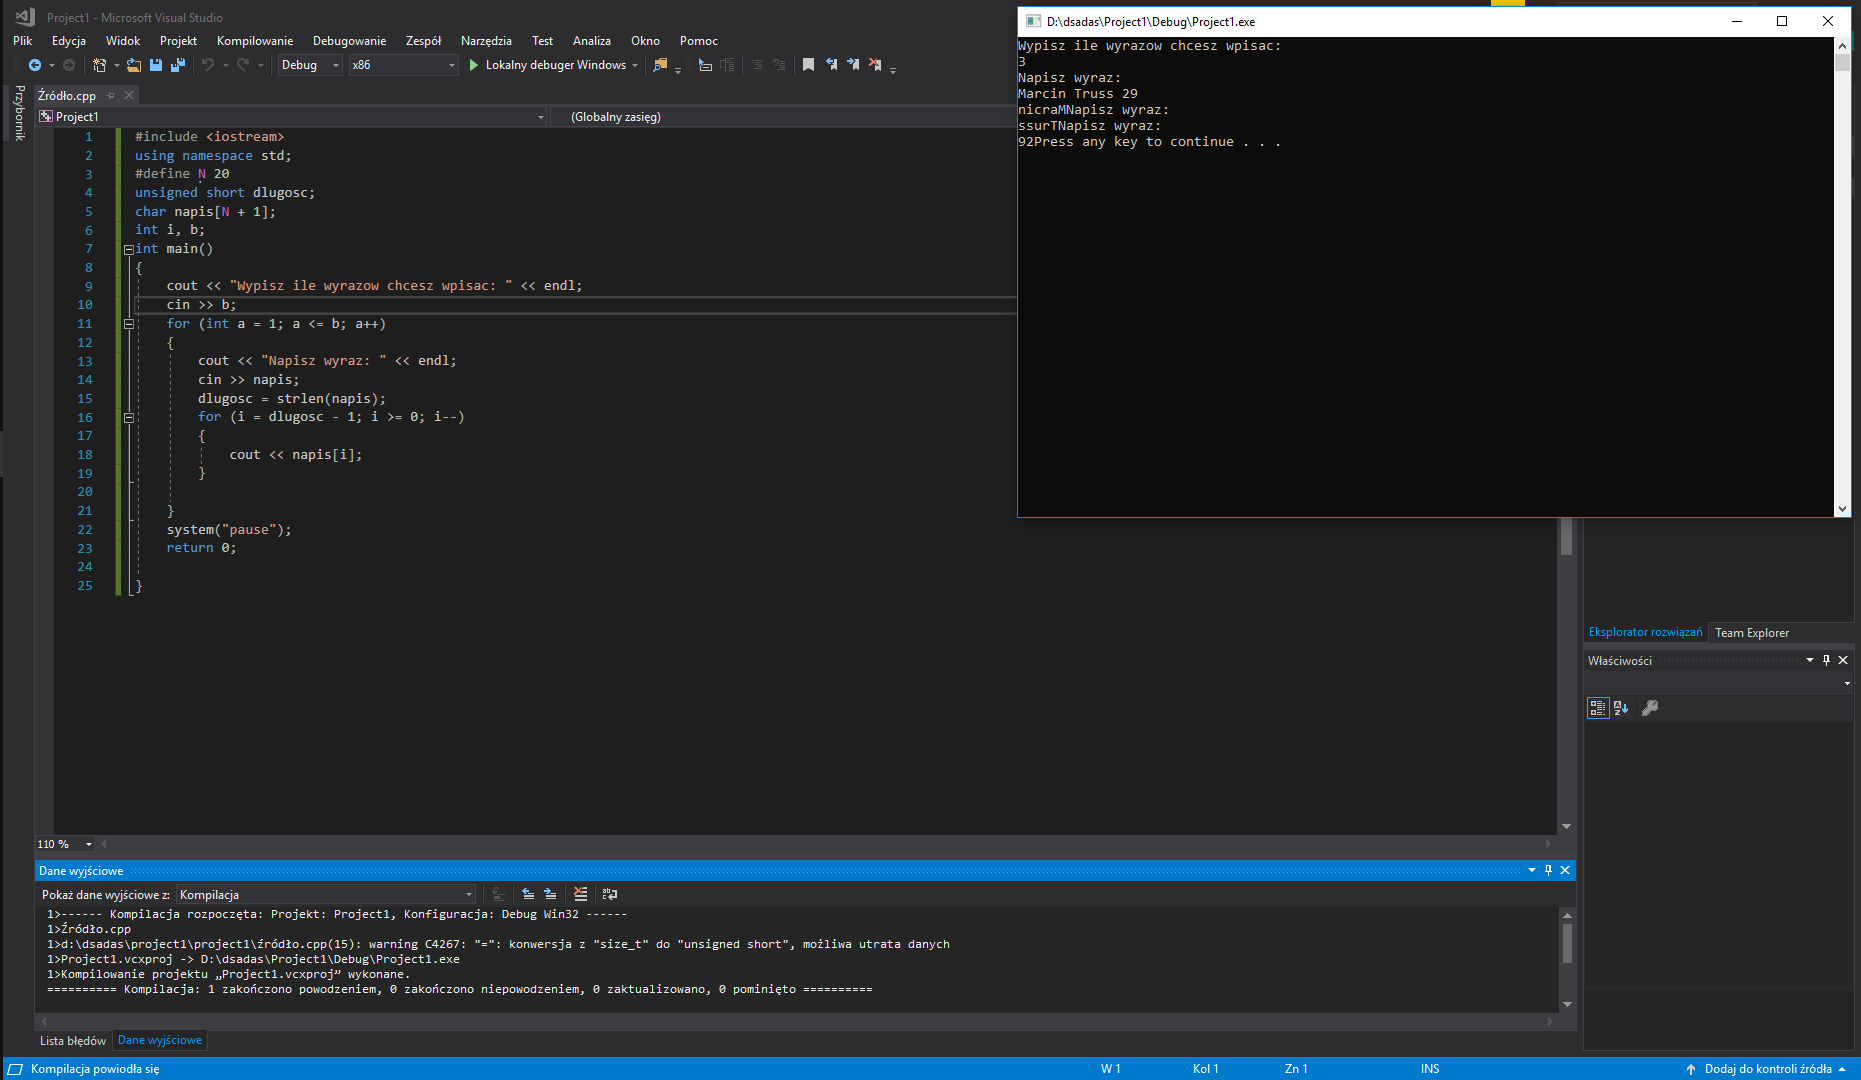 Project1 - Microsoft Visual Studio
Plik Edycja Widok Projekt Kompilowanie Debugowanie Zespół Narzędzia Test Analiza Okno Pomoc
Debug x86 Lokalny debuger Windows
Przybornik
Źródło.cpp
Project1 (Globalny zasięg)
1 #include <iostream>
2 using namespace std;
3 #define N 20
4 unsigned short dlugosc;
5 char napis[N + 1];
6 int i, b;
7 int main()
8 {
9 cout << "Wypisz ile wyrazow chcesz wpisac: " << endl;
10 cin >> b;
11 for (int a = 1; a <= b; a++)
12 {
13 cout << "Napisz wyraz: " << endl;
14 cin >> napis;
15 dlugosc = strlen(napis);
16 for (i = dlugosc - 1; i >= 0; i--)
17 {
18 cout << napis[i];
19 }
20
21 }
22 system("pause");
23 return 0;
24
25 }
D:\dsadas\Project1\Debug\Project1.exe
Wypisz ile wyrazow chcesz wpisac:
3
Napisz wyraz:
Marcin Truss 29
nicraMNapisz wyraz:
ssurTNapisz wyraz:
92Press any key to continue . . .
Eksplorator rozwiązań Team Explorer
Właściwości
110 %
Dane wyjściowe
Pokaż dane wyjściowe z: Kompilacja
1>------ Kompilacja rozpoczęta: Projekt: Project1, Konfiguracja: Debug Win32 ------
1>Źródło.cpp
1>d:\dsadas\project1\project1\źródło.cpp(15): warning C4267: "=": konwersja z "size_t" do "unsigned short", możliwa utrata danych
1>Project1.vcxproj -> D:\dsadas\Project1\Debug\Project1.exe
1>Kompilowanie projektu „Project1.vcxproj” wykonane.
========== Kompilacja: 1 zakończono powodzeniem, 0 zakończono niepowodzeniem, 0 zaktualizowano, 0 pominięto ==========
Lista błędów Dane wyjściowe
Kompilacja powiodła się W 1 Kol 1 Zn 1 INS Dodaj do kontroli źródła